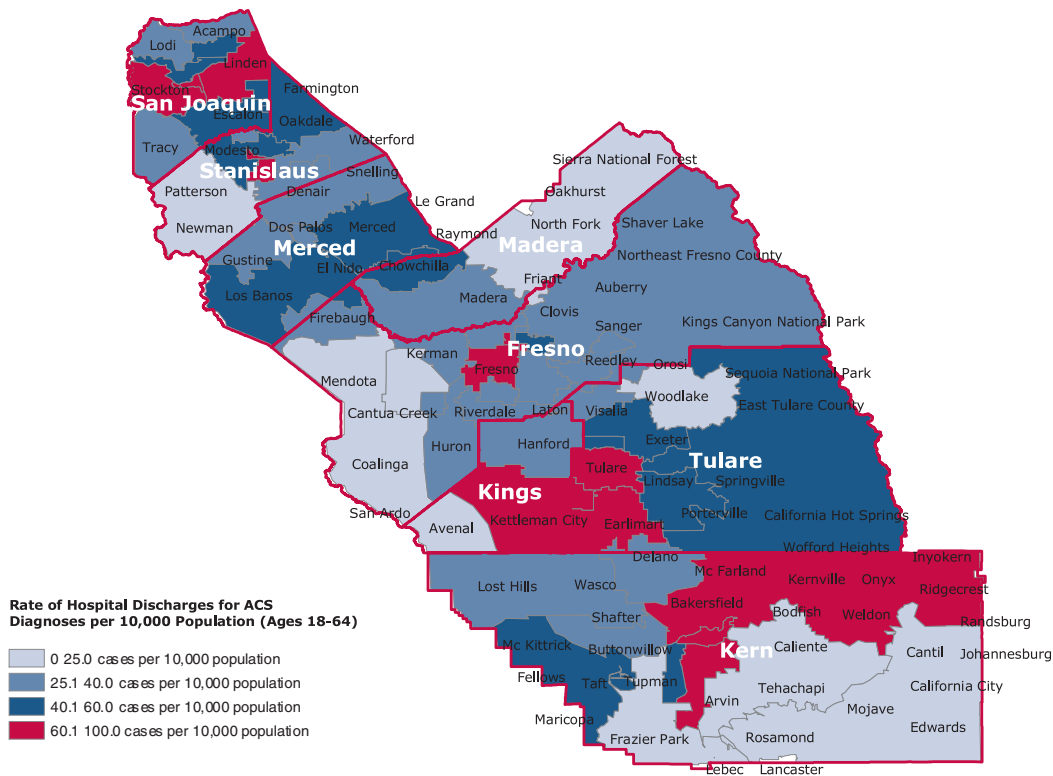 Acampo
Lodi
Linden
Stockton
Farmington
San Joaquin
Escalon
Oakdale
Waterford
Tracy
Modesto
Stanislaus
Snelling
Sierra National Forest
Patterson
Denair
Oakhurst
Le Grand
Newman
Dos Palos
Merced
North Fork
Shaver Lake
Raymond
Merced
Madera
Gustine
El Nido
Chowchilla
Northeast Fresno County
Friant
Auberry
Los Banos
Madera
Clovis
Firebaugh
Sanger
Kings Canyon National Park
Kerman
Fresno
Fresno
Reedley
Orosi
Sequoia National Park
Mendota
Woodlake
Cantua Creek
Riverdale
Laton
Visalia
East Tulare County
Huron
Hanford
Exeter
Coalinga
Tulare
Tulare
Lindsay
Springville
Kings
San Ardo
Avenal
Kettleman City
Earlimart
Porterville
California Hot Springs
Wofford Heights
Delano
Inyokern
Lost Hills
Wasco
Mc Farland
Kernville
Onyx
Ridgecrest
Bakersfield
Shafter
Bodfish
Weldon
Randsburg
Mc Kittrick
Buttonwillow
Kern
Caliente
Cantil
Johannesburg
Fellows
Taft
Tupman
Tehachapi
California City
Maricopa
Arvin
Mojave
Edwards
Frazier Park
Rosamond
Lebec
Lancaster
Rate of Hospital Discharges for ACS
Diagnoses per 10,000 Population (Ages 18-64)
0 25.0 cases per 10,000 population
25.1 40.0 cases per 10,000 population
40.1 60.0 cases per 10,000 population
60.1 100.0 cases per 10,000 population